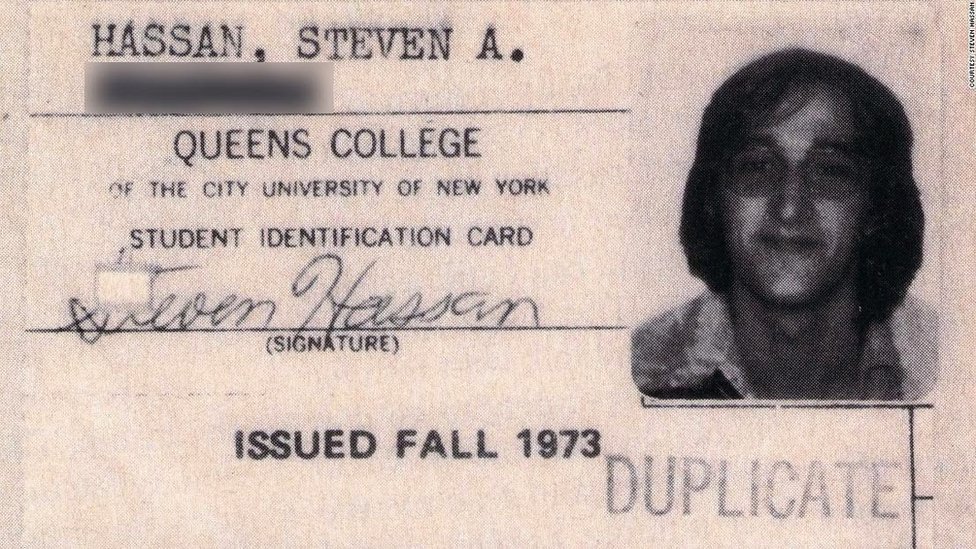 HASSAN, STEVEN A.
QUEENS COLLEGE
OF THE CITY UNIVERSITY OF NEW YORK
STUDENT IDENTIFICATION CARD
Steven Hassan
(SIGNATURE)
ISSUED FALL 1973
DUPLICATE
COURTESY STEVEN HASSAN